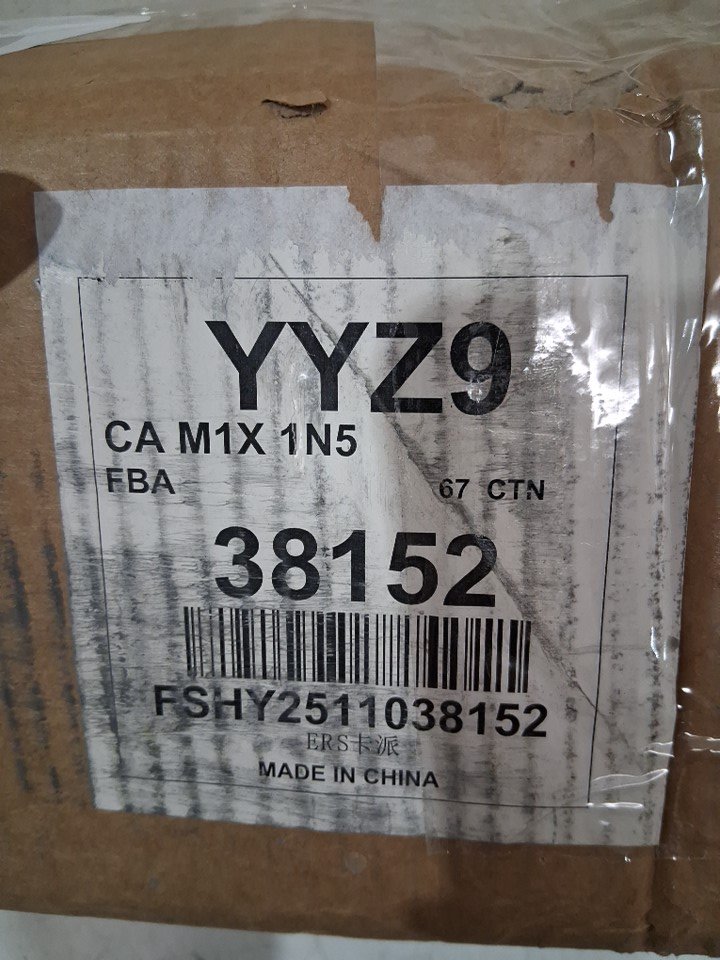 YYZ9
CA M1X 1N5
FBA 67 CTN
38152
FSHY2511038152
ERS卡派
MADE IN CHINA